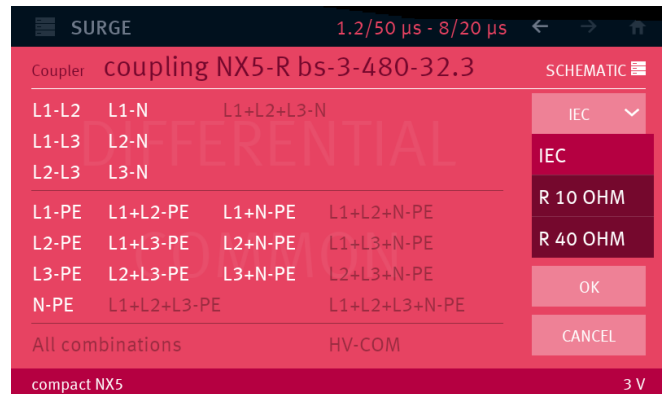 SURGE 1.2/50 µs - 8/20 µs
Coupler coupling NX5-R bs-3-480-32.3 SCHEMATIC
L1-L2 L1-N L1+L2+L3-N IEC
L1-L3 L2-N
DIFFERENTIAL
IEC
L2-L3 L3-N
R 10 OHM
L1-PE L1+L2-PE L1+N-PE L1+L2+N-PE
L2-PE L1+L3-PE L2+N-PE L1+L3+N-PE R 40 OHM
COMMON
L3-PE L2+L3-PE L3+N-PE L2+L3+N-PE
OK
N-PE L1+L2+L3-PE L1+L2+L3+N-PE
All combinations HV-COM CANCEL
compact NX5 3 V